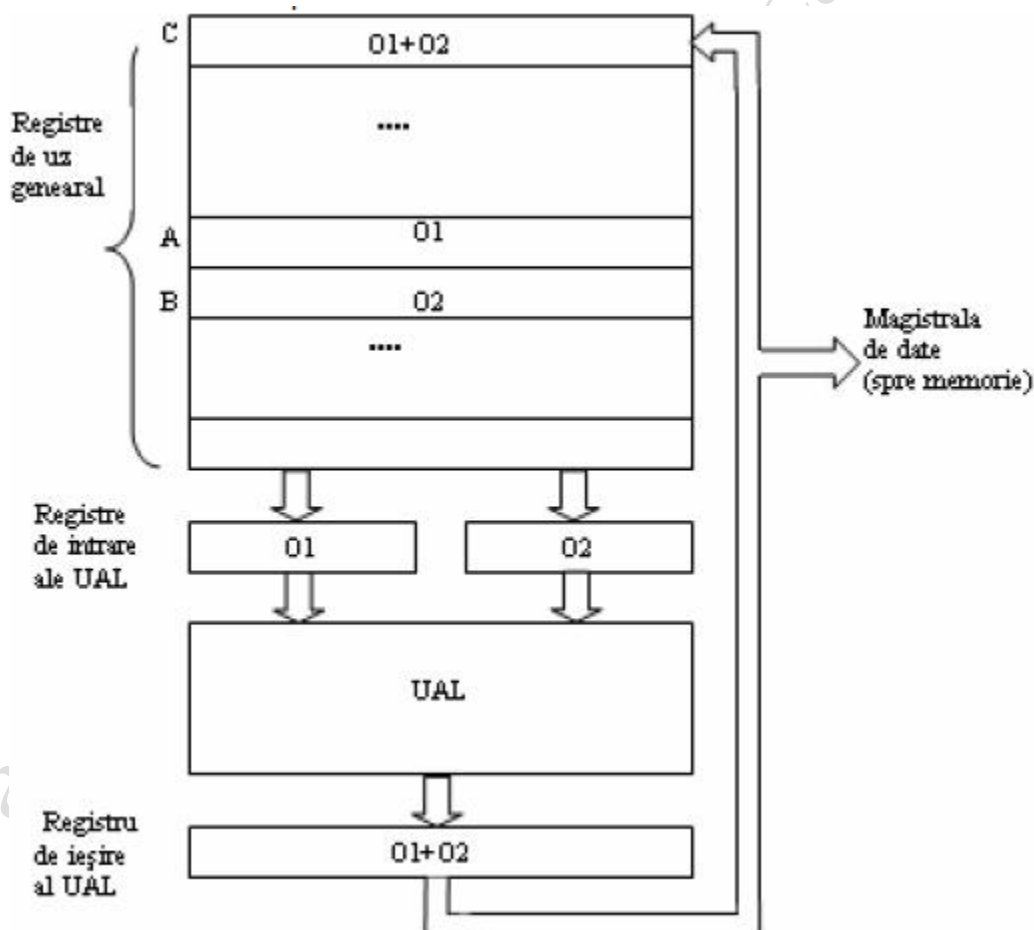 C
O1+O2
Registre
de uz
genearal
....
A
O1
B
O2
....
Magistrala
de date
(spre memorie)
Registre
de intrare
ale UAL
O1
O2
UAL
Registru
de ieşire
al UAL
O1+O2